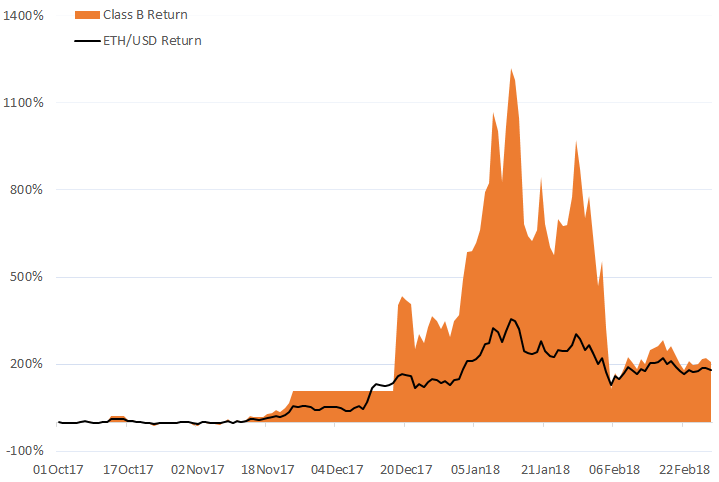 1400%
Class B Return
ETH/USD Return
1100%
800%
500%
200%
-100%
01Oct17 17Oct17 02Nov17 18Nov17 04Dec17 20Dec17 05Jan18 21Jan18 06Feb18 22Feb18